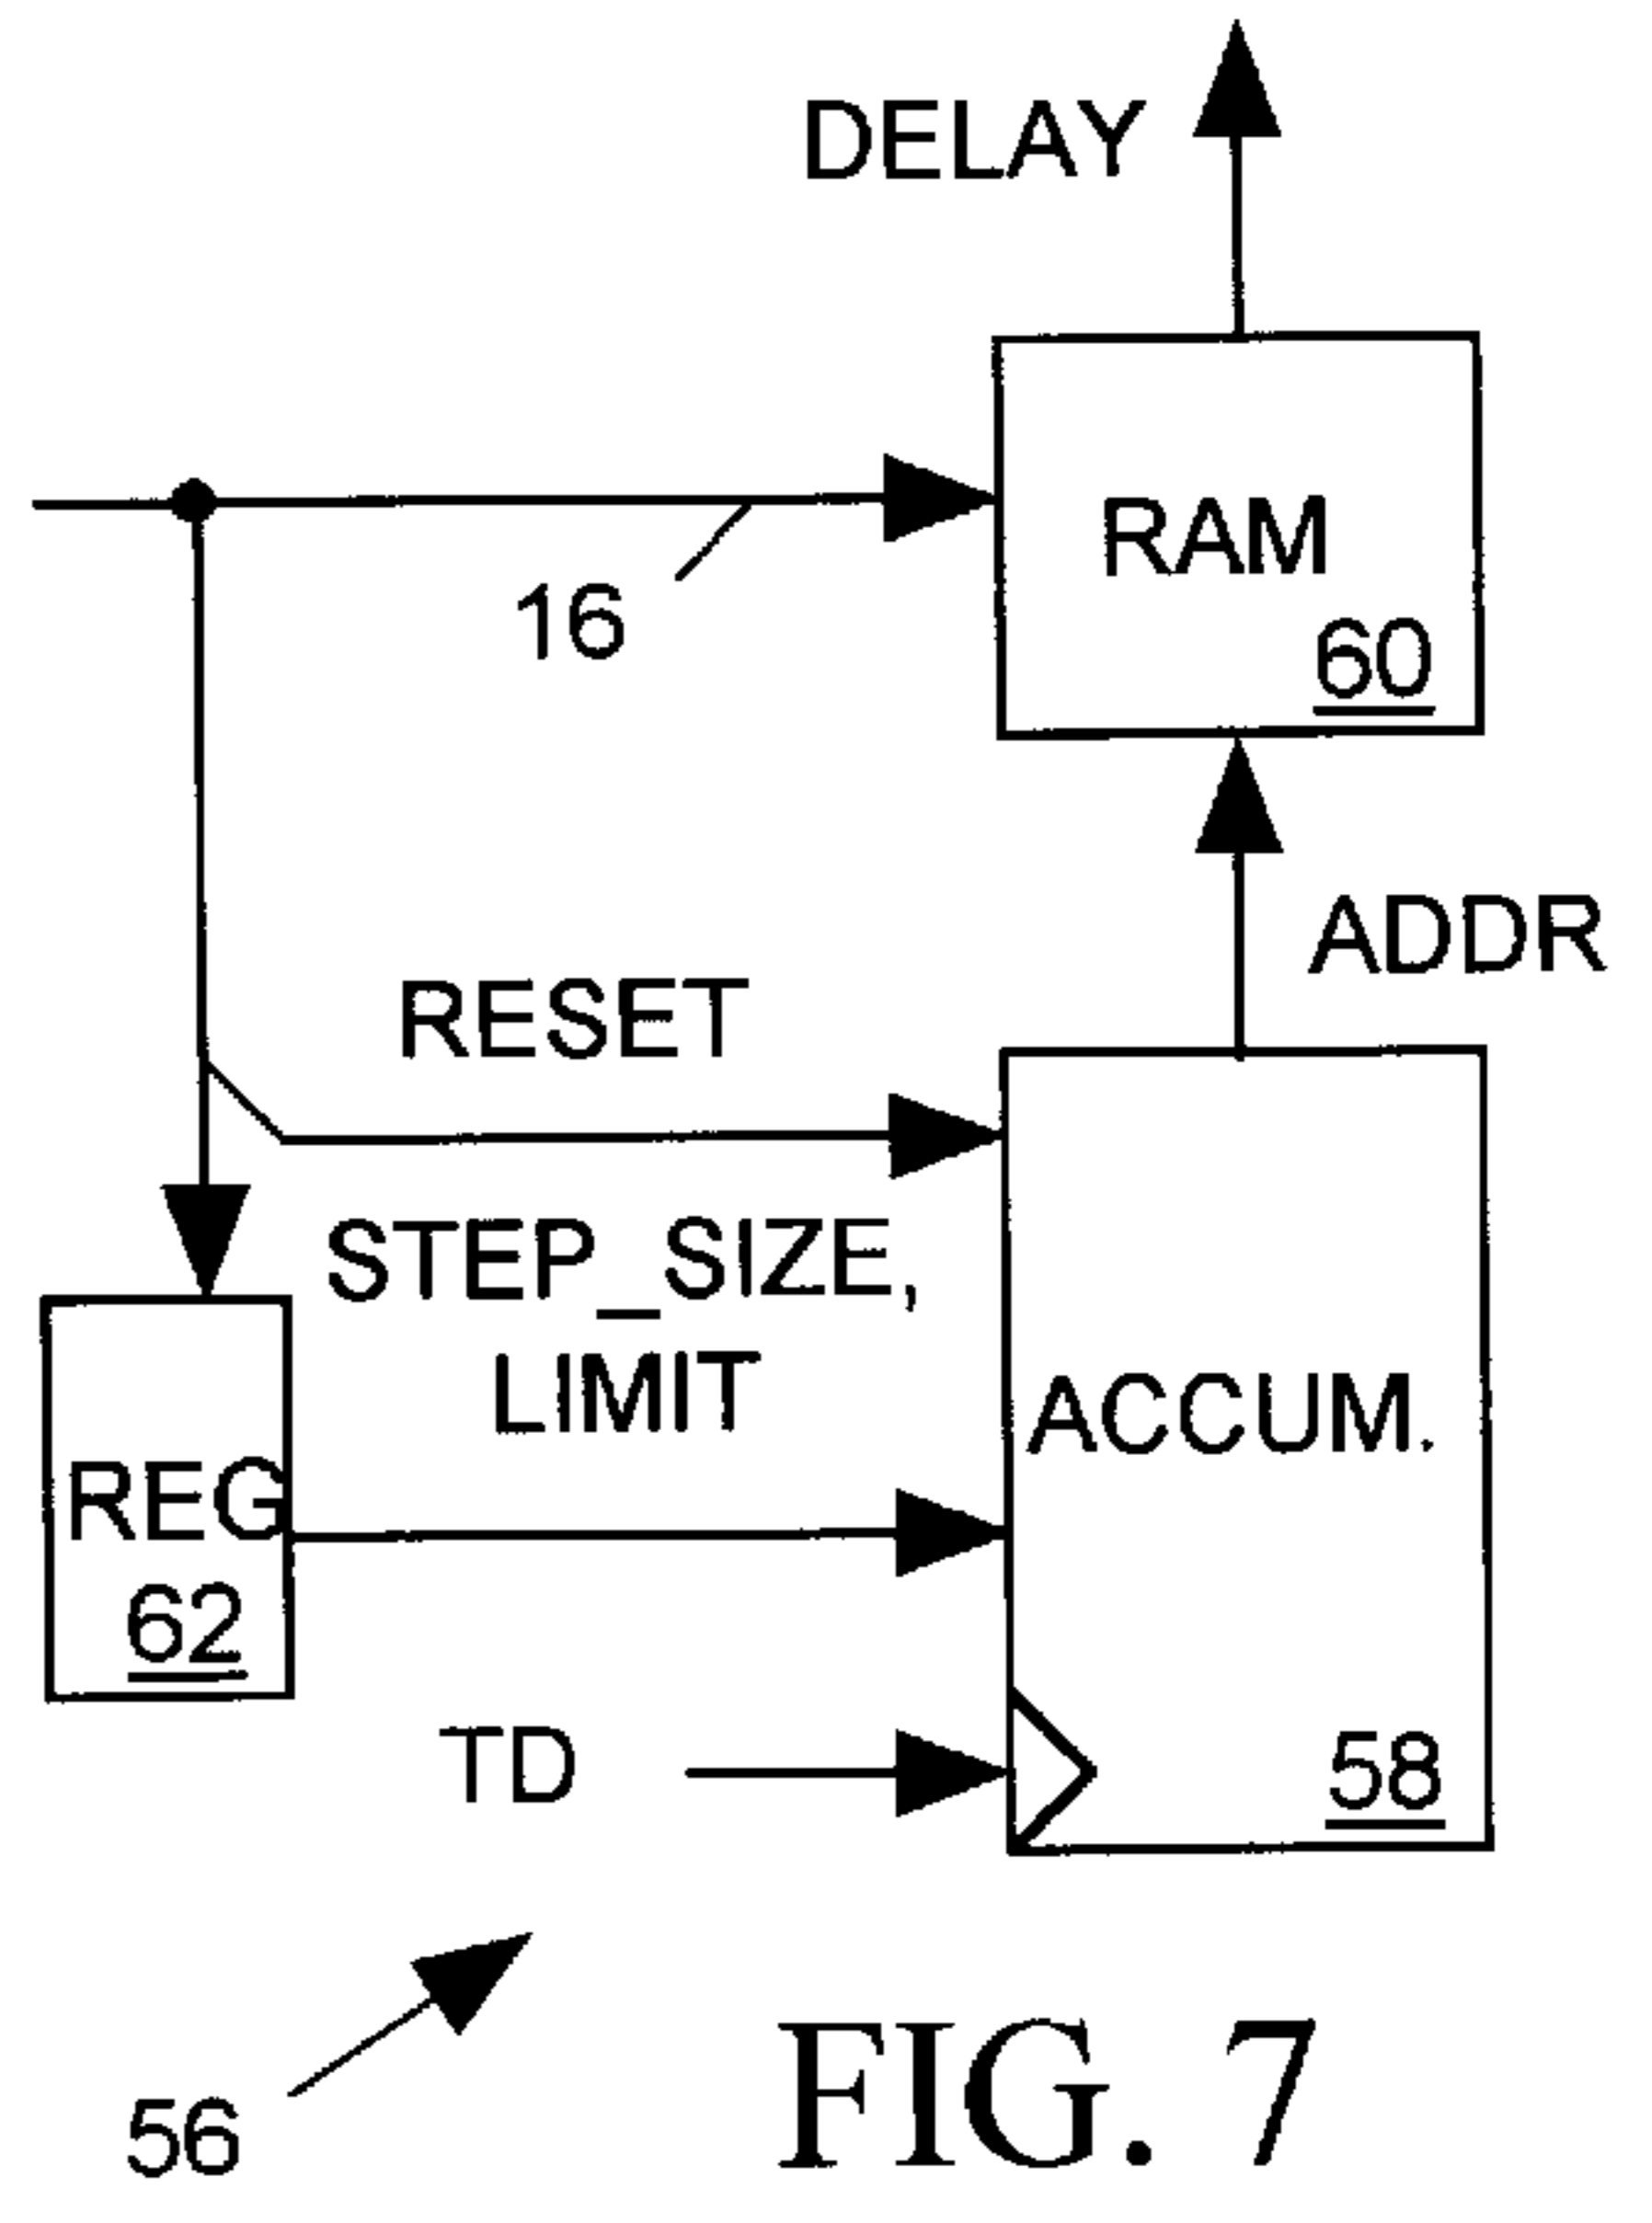 DELAY
RAM
16
60
ADDR
RESET
STEP_SIZE,
LIMIT
ACCUM.
REG
62
TD
58
56
FIG. 7